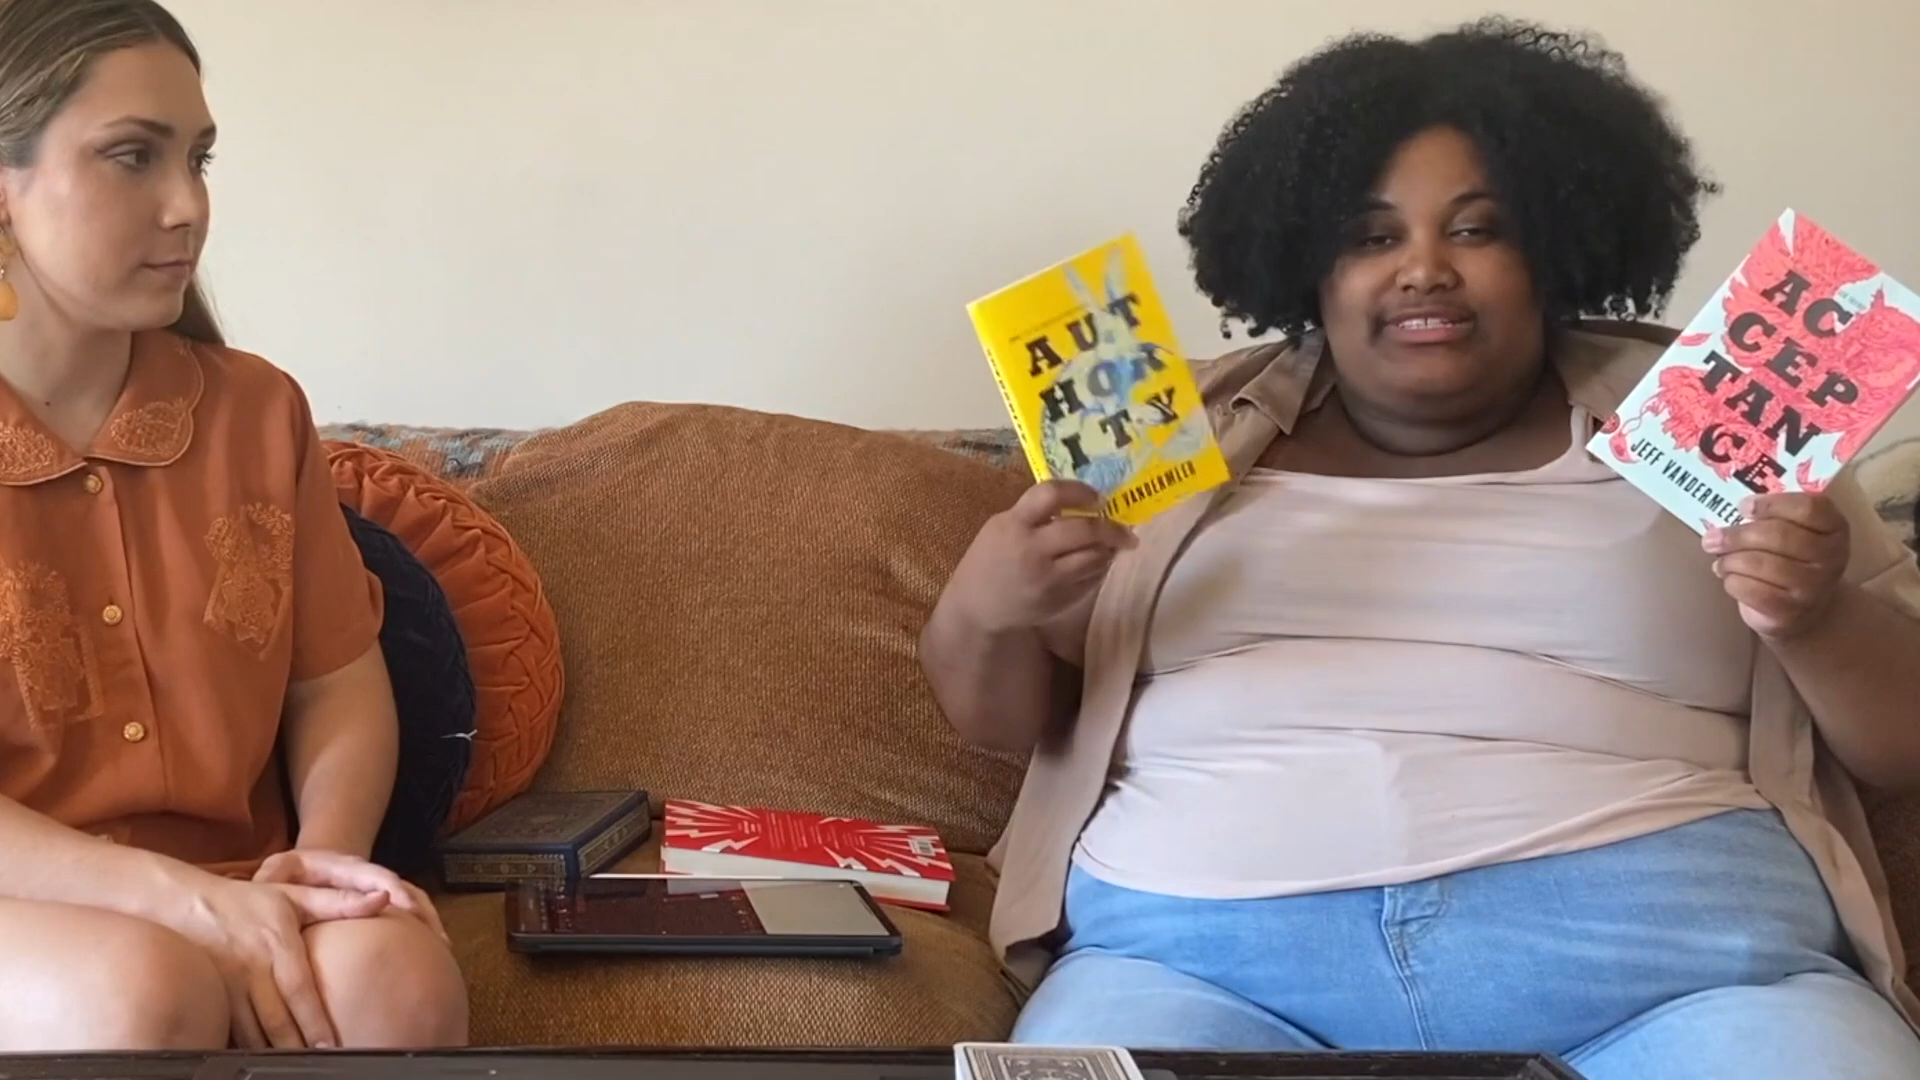 AUT
HOR
ITY
JEFF VANDERMEER
AC
CEP
TAN
CE
JEFF VANDERMEER